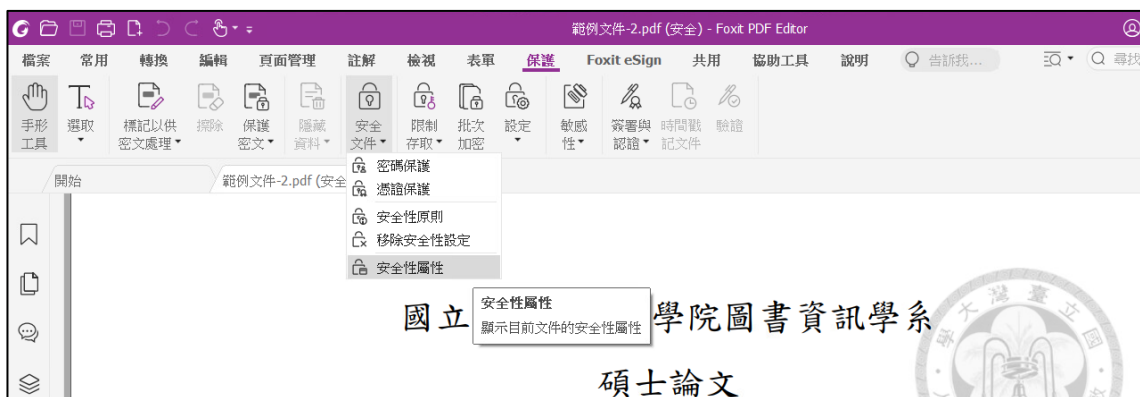 範例文件-2.pdf (安全) - Foxit PDF Editor
檔案 常用 轉換 編輯 頁面管理 註解 檢視 表單 保護 Foxit eSign 共用 協助工具 說明 告訴我... 尋找
手形工具 選取 標記以供密文處理 擦除 保護密文 隱藏資料 安全文件 限制存取 批次加密 設定 敏感性 簽署與認證 時間戳記文件 驗證
開始 範例文件-2.pdf (安全
密碼保護
憑證保護
安全性原則
移除安全性設定
安全性屬性
安全性屬性
顯示目前文件的安全性屬性
國立 學院圖書資訊學系
碩士論文
臺灣大學